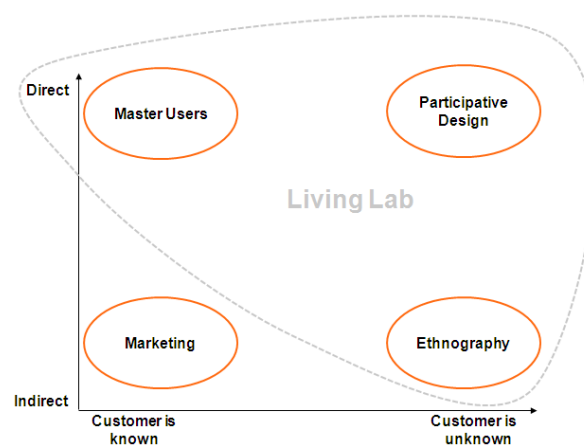 Direct
Master Users
Participative
Design
Living Lab
Marketing
Ethnography
Indirect
Customer is
known
Customer is
unknown